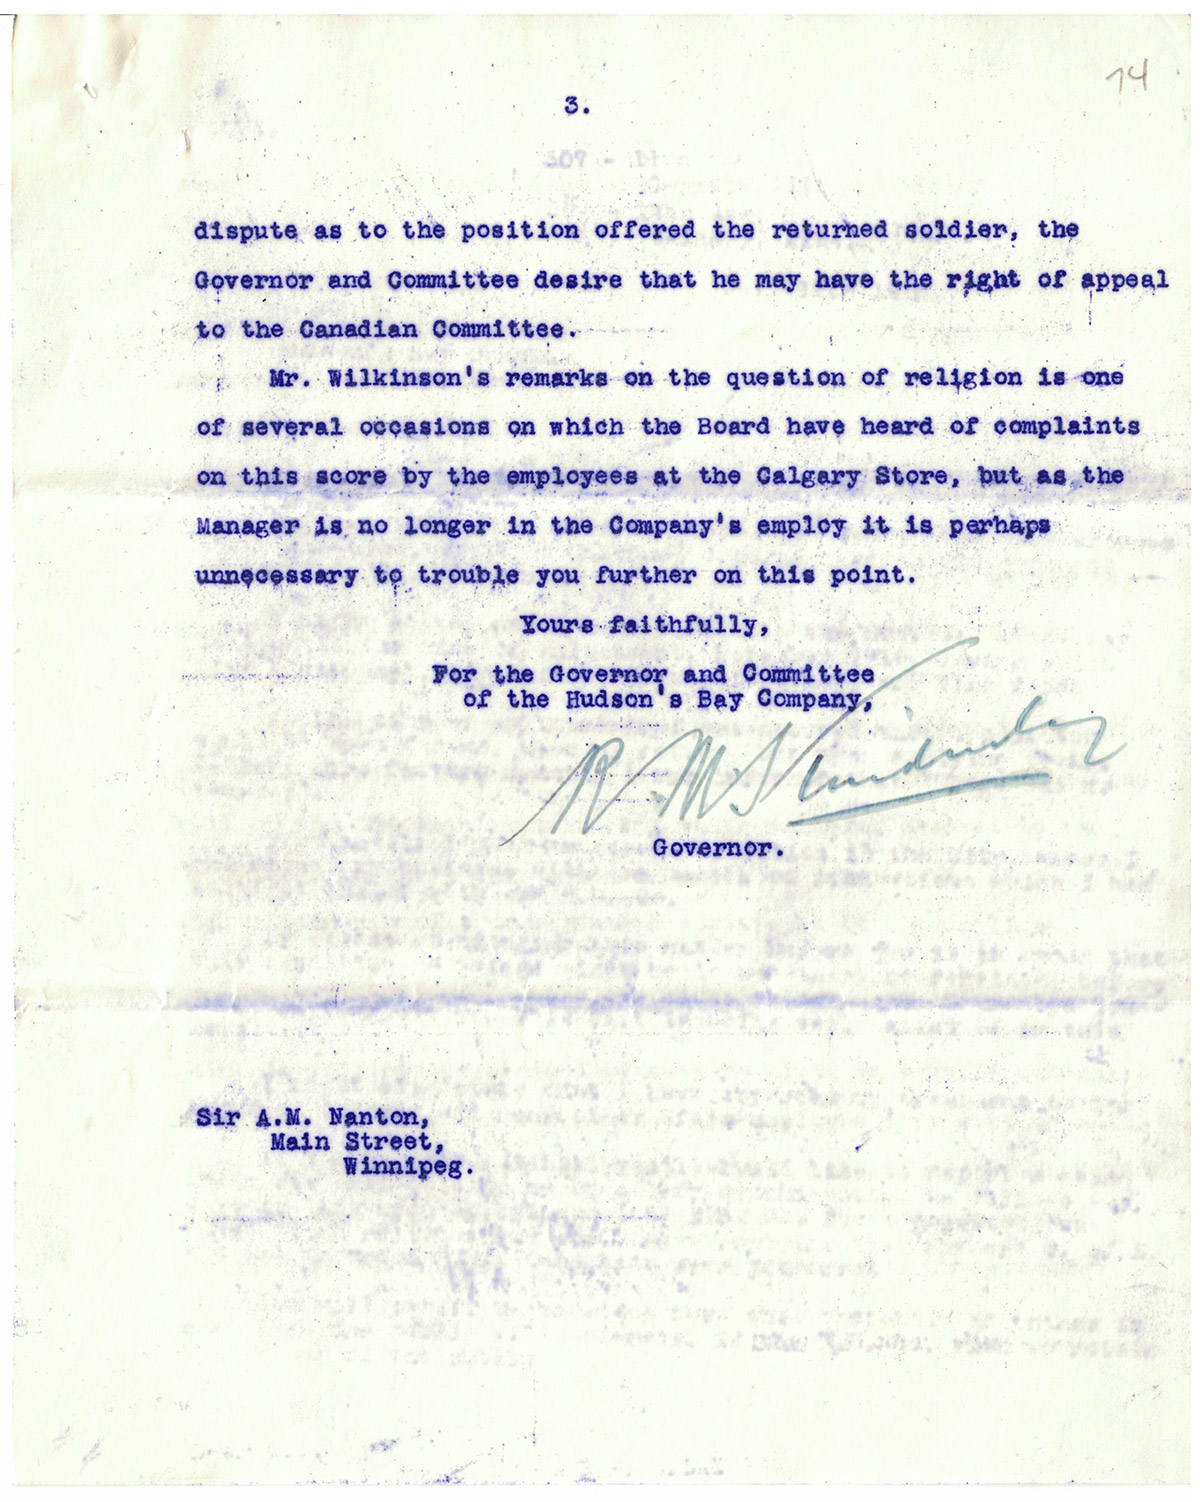 74
3.
dispute as to the position offered the returned soldier, the
Governor and Committee desire that he may have the right of appeal
to the Canadian Committee.
Mr. Wilkinson's remarks on the question of religion is one
of several occasions on which the Board have heard of complaints
on this score by the employees at the Calgary Store, but as the
Manager is no longer in the Company's employ it is perhaps
unnecessary to trouble you further on this point.
Yours faithfully,
For the Governor and Committee
of the Hudson's Bay Company,
R. M. Kindersley
Governor.
Sir A.M. Nanton,
Main Street,
Winnipeg.